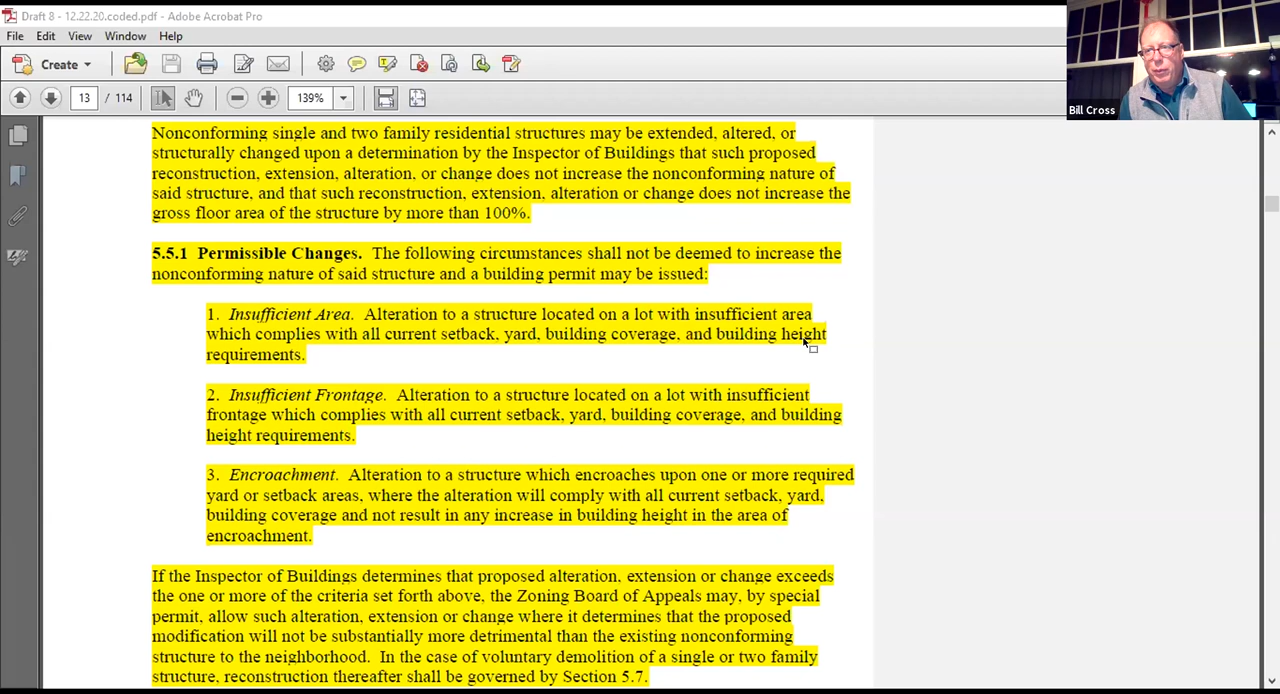 Draft 8 - 12.22.20.coded.pdf - Adobe Acrobat Pro
File Edit View Window Help
Create
13 / 114 139%
Bill Cross
Nonconforming single and two family residential structures may be extended, altered, or
structurally changed upon a determination by the Inspector of Buildings that such proposed
reconstruction, extension, alteration, or change does not increase the nonconforming nature of
said structure, and that such reconstruction, extension, alteration or change does not increase the
gross floor area of the structure by more than 100%.
5.5.1 Permissible Changes. The following circumstances shall not be deemed to increase the
nonconforming nature of said structure and a building permit may be issued:
1. Insufficient Area. Alteration to a structure located on a lot with insufficient area
which complies with all current setback, yard, building coverage, and building height
requirements.
2. Insufficient Frontage. Alteration to a structure located on a lot with insufficient
frontage which complies with all current setback, yard, building coverage, and building
height requirements.
3. Encroachment. Alteration to a structure which encroaches upon one or more required
yard or setback areas, where the alteration will comply with all current setback, yard,
building coverage and not result in any increase in building height in the area of
encroachment.
If the Inspector of Buildings determines that proposed alteration, extension or change exceeds
the one or more of the criteria set forth above, the Zoning Board of Appeals may, by special
permit, allow such alteration, extension or change where it determines that the proposed
modification will not be substantially more detrimental than the existing nonconforming
structure to the neighborhood. In the case of voluntary demolition of a single or two family
structure, reconstruction thereafter shall be governed by Section 5.7.